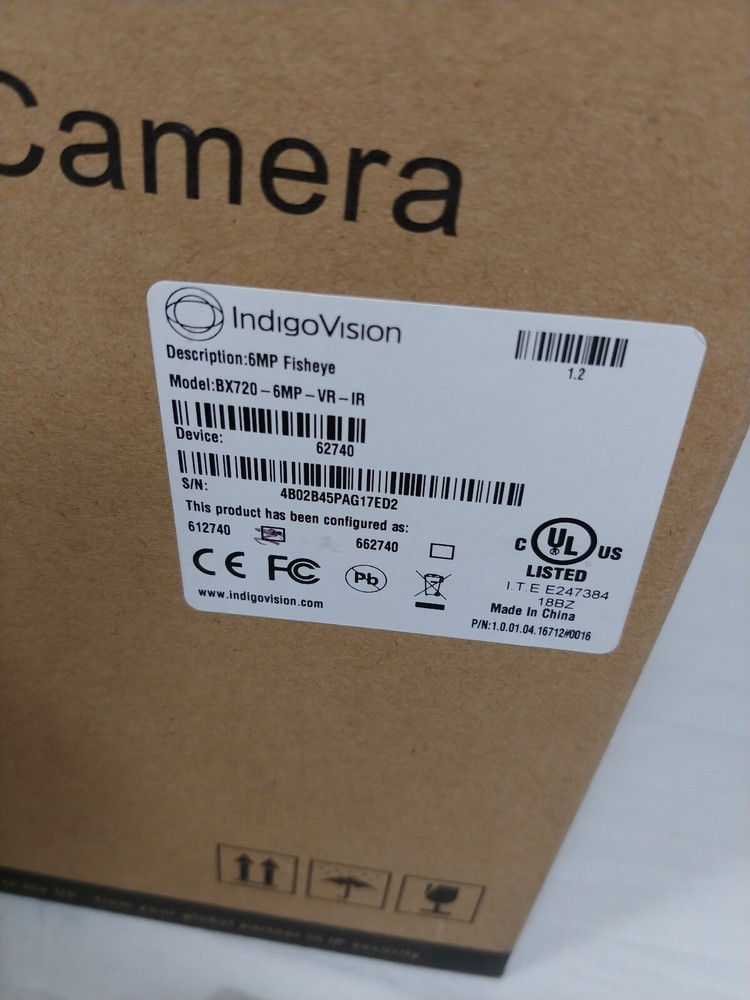 Camera
IndigoVision
1.2
Description:6MP Fisheye
Model:BX720-6MP-VR-IR
Device:
62740
S/N:
4B02B45PAG17ED2
This product has been configured as:
612740
662740
CE FC Pb
C UL US
®
LISTED
I.T.E E247384
18BZ
Made In China
P/N:1.0.01.04.16712#0016
www.indigovision.com